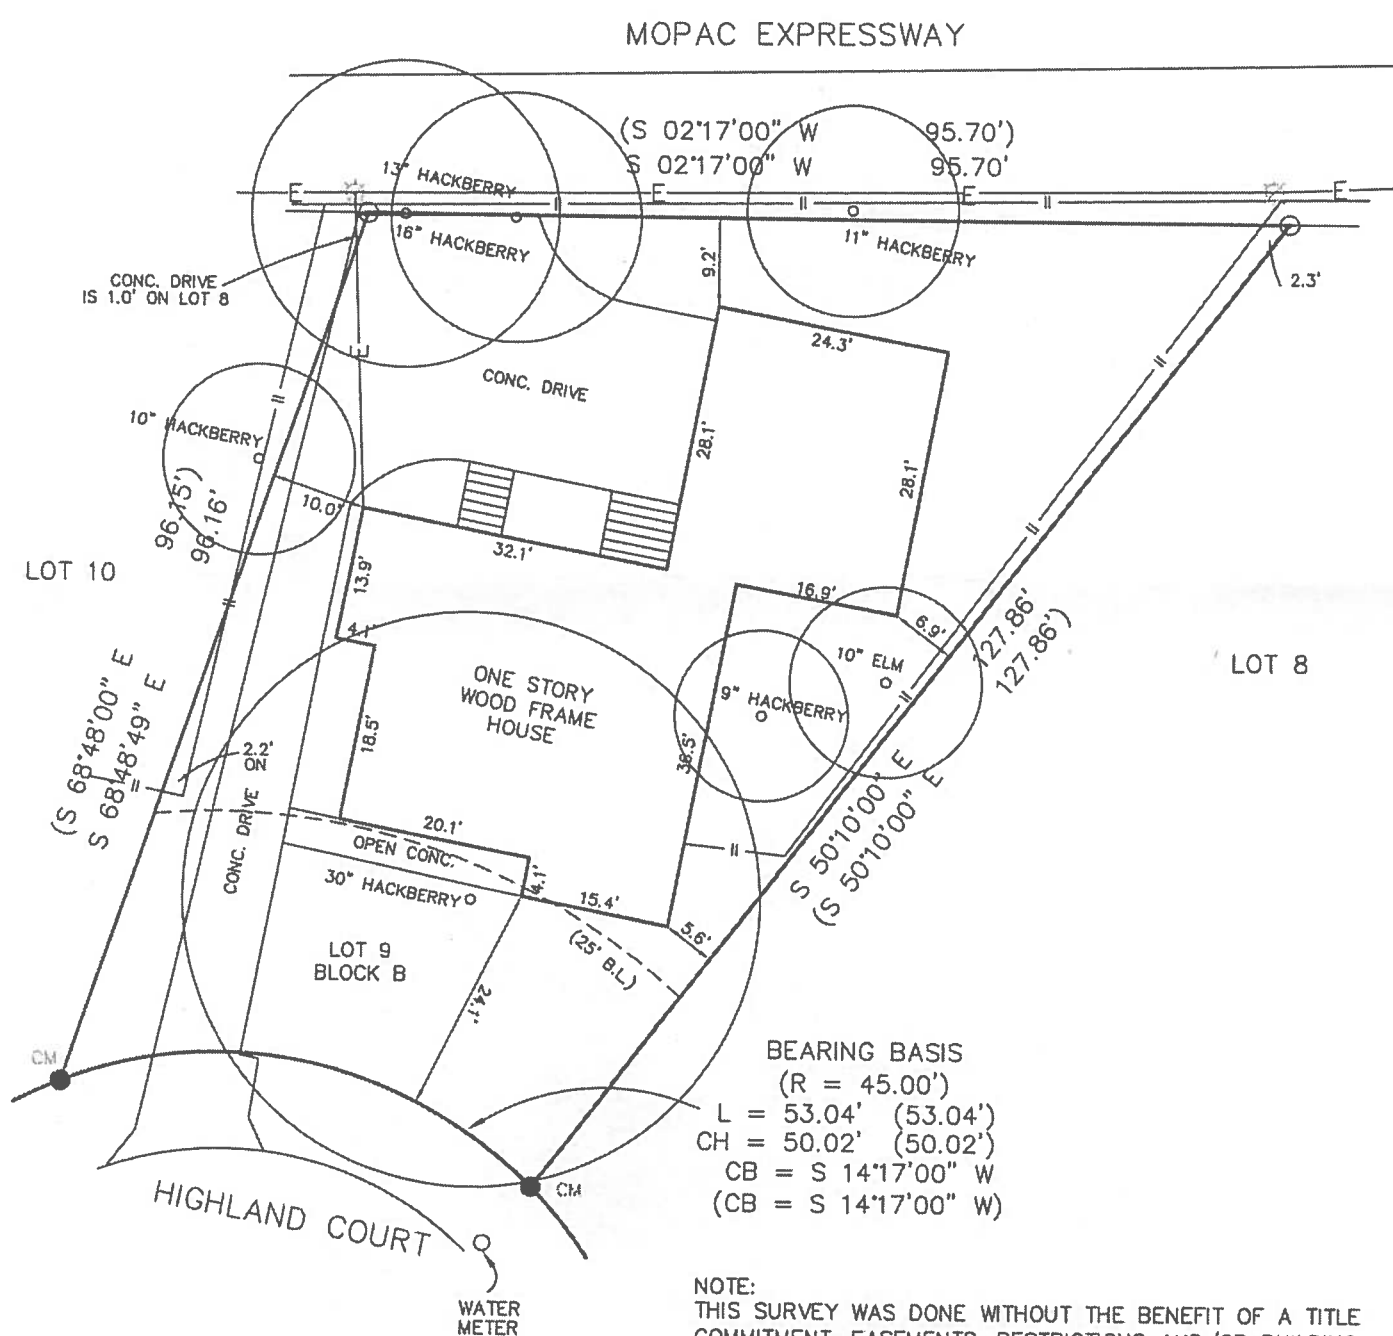 MOPAC EXPRESSWAY
(S 02°17'00" W 95.70')
S 02°17'00" W 95.70'
13" HACKBERRY
E
E
E
E
16" HACKBERRY
11" HACKBERRY
9.2'
2.3'
CONC. DRIVE
IS 1.0' ON LOT 8
E
24.3'
CONC. DRIVE
10" HACKBERRY
28.1'
28.1'
96.15')
96.16'
10.0'
32.1'
LOT 10
13.9'
16.9'
4.1'
6.9'
127.86'
127.86')
10" ELM
LOT 8
ONE STORY
WOOD FRAME
HOUSE
9" HACKBERRY
(S 68°48'00" E
S 68°48'49" E
18.5'
38.5'
2.2'
ON
S 50°10'00" E
(S 50°10'00" E
CONC. DRIVE
20.1'
OPEN CONC.
4.1'
30" HACKBERRY
15.4'
5.6'
(25' B.L.)
LOT 9
BLOCK B
24.1'
CM
BEARING BASIS
(R = 45.00')
L = 53.04' (53.04')
CH = 50.02' (50.02')
CB = S 14°17'00" W
(CB = S 14°17'00" W)
CM
HIGHLAND COURT
WATER
METER
NOTE:
THIS SURVEY WAS DONE WITHOUT THE BENEFIT OF A TITLE